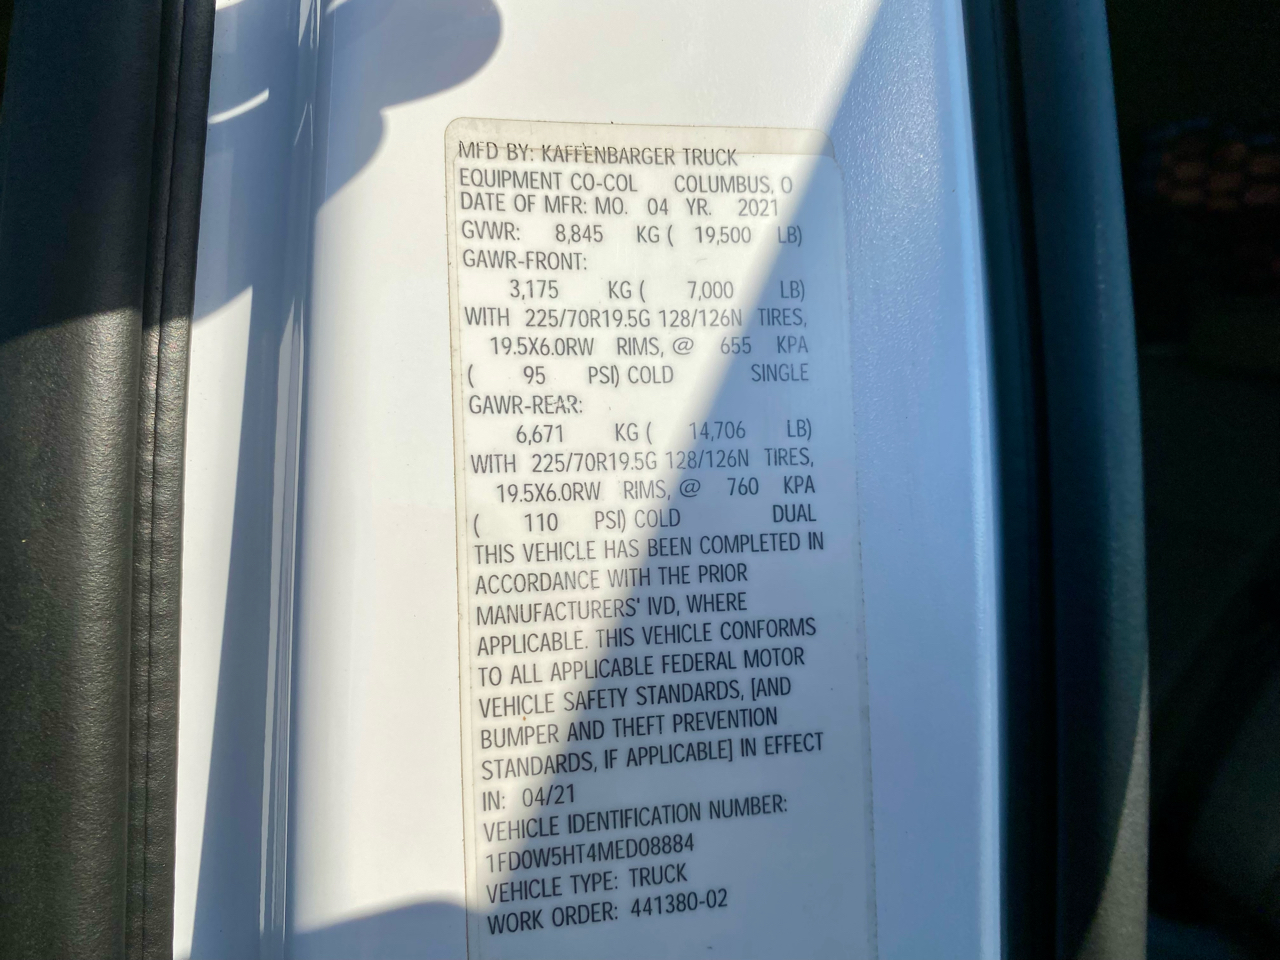 MFD BY: KAFFENBARGER TRUCK
EQUIPMENT CO-COL COLUMBUS, O
DATE OF MFR: MO. 04 YR. 2021
GVWR: 8,845 KG ( 19,500 LB)
GAWR-FRONT:
3,175 KG ( 7,000 LB)
WITH 225/70R19.5G 128/126N TIRES,
19.5X6.0RW RIMS, @ 655 KPA
( 95 PSI) COLD SINGLE
GAWR-REAR:
6,671 KG ( 14,706 LB)
WITH 225/70R19.5G 128/126N TIRES,
19.5X6.0RW RIMS, @ 760 KPA
( 110 PSI) COLD DUAL
THIS VEHICLE HAS BEEN COMPLETED IN
ACCORDANCE WITH THE PRIOR
MANUFACTURERS' IVD, WHERE
APPLICABLE. THIS VEHICLE CONFORMS
TO ALL APPLICABLE FEDERAL MOTOR
VEHICLE SAFETY STANDARDS, [AND
BUMPER AND THEFT PREVENTION
STANDARDS, IF APPLICABLE] IN EFFECT
IN: 04/21
VEHICLE IDENTIFICATION NUMBER:
1FD0W5HT4MED08884
VEHICLE TYPE: TRUCK
WORK ORDER: 441380-02